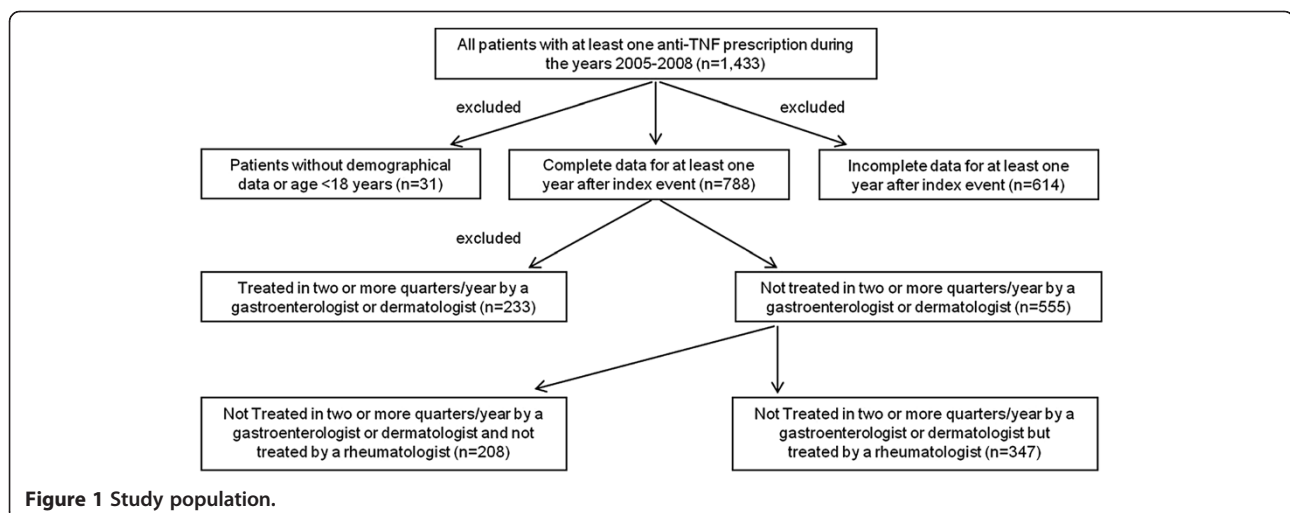 All patients with at least one anti-TNF prescription during
the years 2005-2008 (n=1,433)
excluded
excluded
Patients without demographical
data or age <18 years (n=31)
Complete data for at least one
year after index event (n=788)
Incomplete data for at least one
year after index event (n=614)
excluded
Treated in two or more quarters/year by a
gastroenterologist or dermatologist (n=233)
Not treated in two or more quarters/year by a
gastroenterologist or dermatologist (n=555)
Not Treated in two or more quarters/year by a
gastroenterologist or dermatologist and not
treated by a rheumatologist (n=208)
Not Treated in two or more quarters/year by a
gastroenterologist or dermatologist but
treated by a rheumatologist (n=347)
Figure 1 Study population.